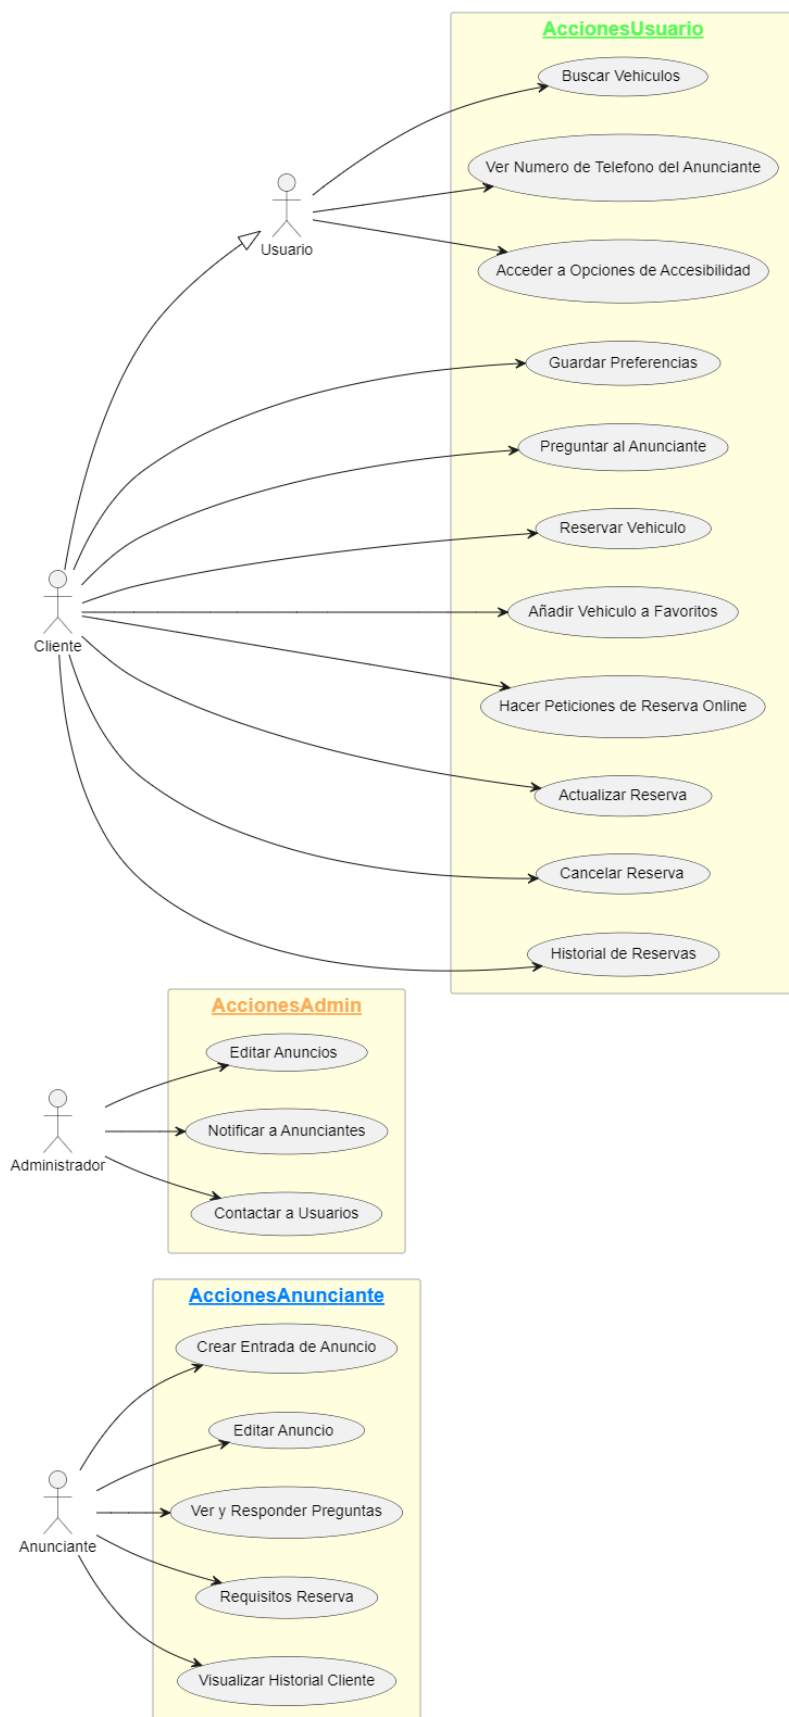 AccionesUsuario
Buscar Vehiculos
Ver Numero de Telefono del Anunciante
Usuario
Acceder a Opciones de Accesibilidad
Guardar Preferencias
Preguntar al Anunciante
Reservar Vehiculo
Añadir Vehiculo a Favoritos
Cliente
Hacer Peticiones de Reserva Online
Actualizar Reserva
Cancelar Reserva
Historial de Reservas
AccionesAdmin
Editar Anuncios
Notificar a Anunciantes
Administrador
Contactar a Usuarios
AccionesAnunciante
Crear Entrada de Anuncio
Editar Anuncio
Ver y Responder Preguntas
Anunciante
Requisitos Reserva
Visualizar Historial Cliente